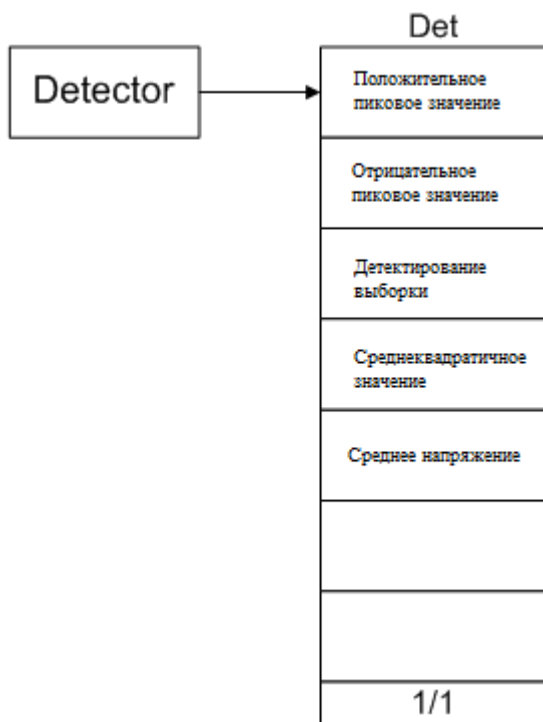 Det
Detector
Положительное
пиковое значение
Отрицательное
пиковое значение
Детектирование
выборки
Среднеквадратичное
значение
Среднее напряжение
1/1